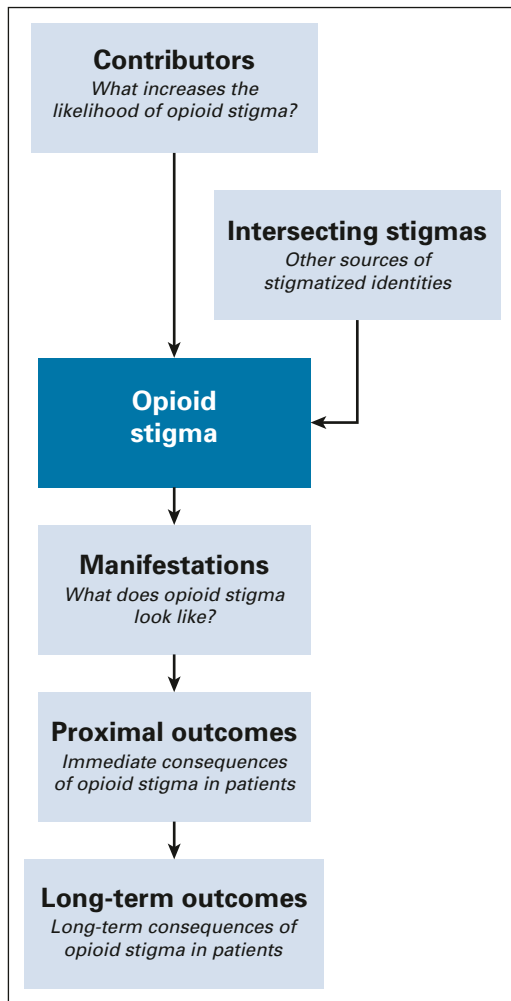 Contributors
What increases the
likelihood of opioid stigma?
Intersecting stigmas
Other sources of
stigmatized identities
Opioid
stigma
Manifestations
What does opioid stigma
look like?
Proximal outcomes
Immediate consequences
of opioid stigma in patients
Long-term outcomes
Long-term consequences of
opioid stigma in patients